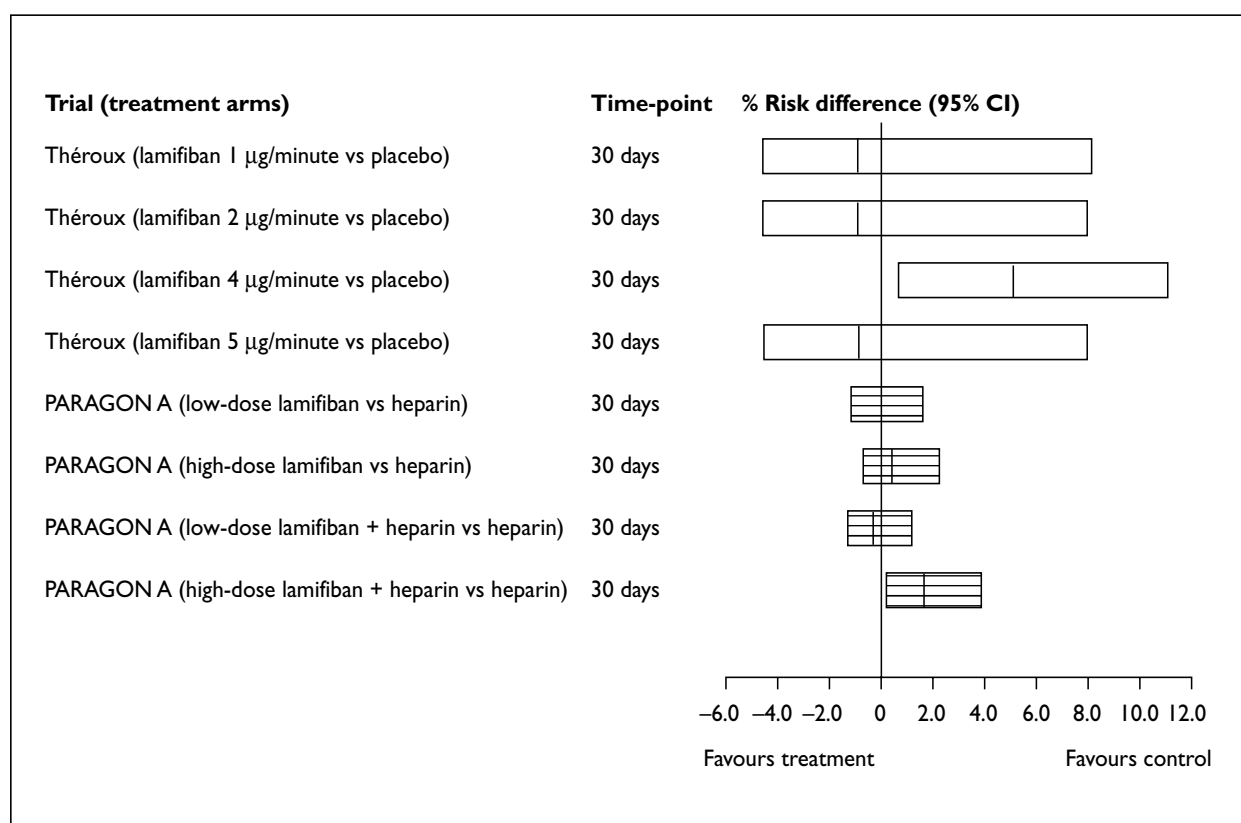 Trial (treatment arms) Time-point % Risk difference (95% CI)
Théroux (lamifiban 1 µg/minute vs placebo) 30 days
Théroux (lamifiban 2 µg/minute vs placebo) 30 days
Théroux (lamifiban 4 µg/minute vs placebo) 30 days
Théroux (lamifiban 5 µg/minute vs placebo) 30 days
PARAGON A (low-dose lamifiban vs heparin) 30 days
PARAGON A (high-dose lamifiban vs heparin) 30 days
PARAGON A (low-dose lamifiban + heparin vs heparin) 30 days
PARAGON A (high-dose lamifiban + heparin vs heparin) 30 days
–6.0 –4.0 –2.0 0 2.0 4.0 6.0 8.0 10.0 12.0
Favours treatment Favours control